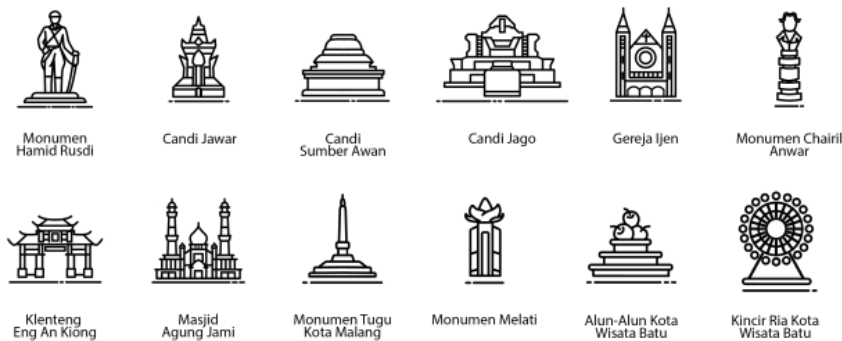 Monumen
Hamid Rusdi
Candi Jawar
Candi
Sumber Awan
Candi Jago
Gereja Ijen
Monumen Chairil
Anwar
Klenteng
Eng An Kiong
Masjid
Agung Jami
Monumen Tugu
Kota Malang
Monumen Melati
Alun-Alun Kota
Wisata Batu
Kincir Ria Kota
Wisata Batu